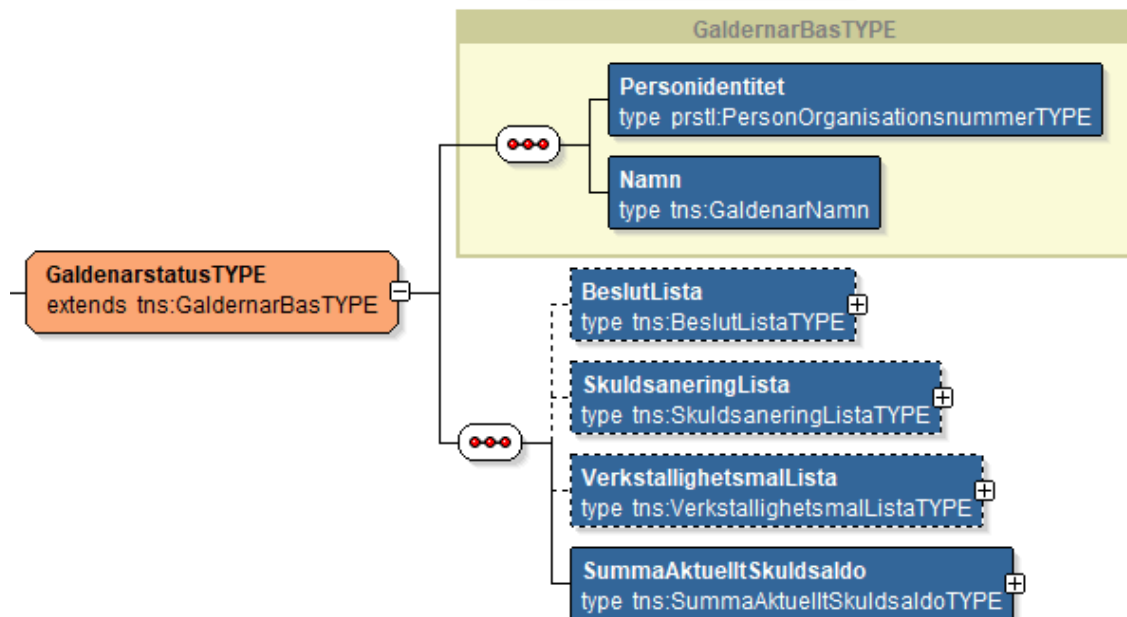 GaldernarBasTYPE
Personidentitet
type prstl:PersonOrganisationsnummerTYPE
Namn
type tns:GaldenarNamn
GaldenarstatusTYPE
extends tns:GaldernarBasTYPE
BeslutLista
type tns:BeslutListaTYPE
SkuldsaneringLista
type tns:SkuldsaneringListaTYPE
VerkstallighetsmalLista
type tns:VerkstallighetsmalListaTYPE
SummaAktuelltSkuldsaldo
type tns:SummaAktuelltSkuldsaldoTYPE